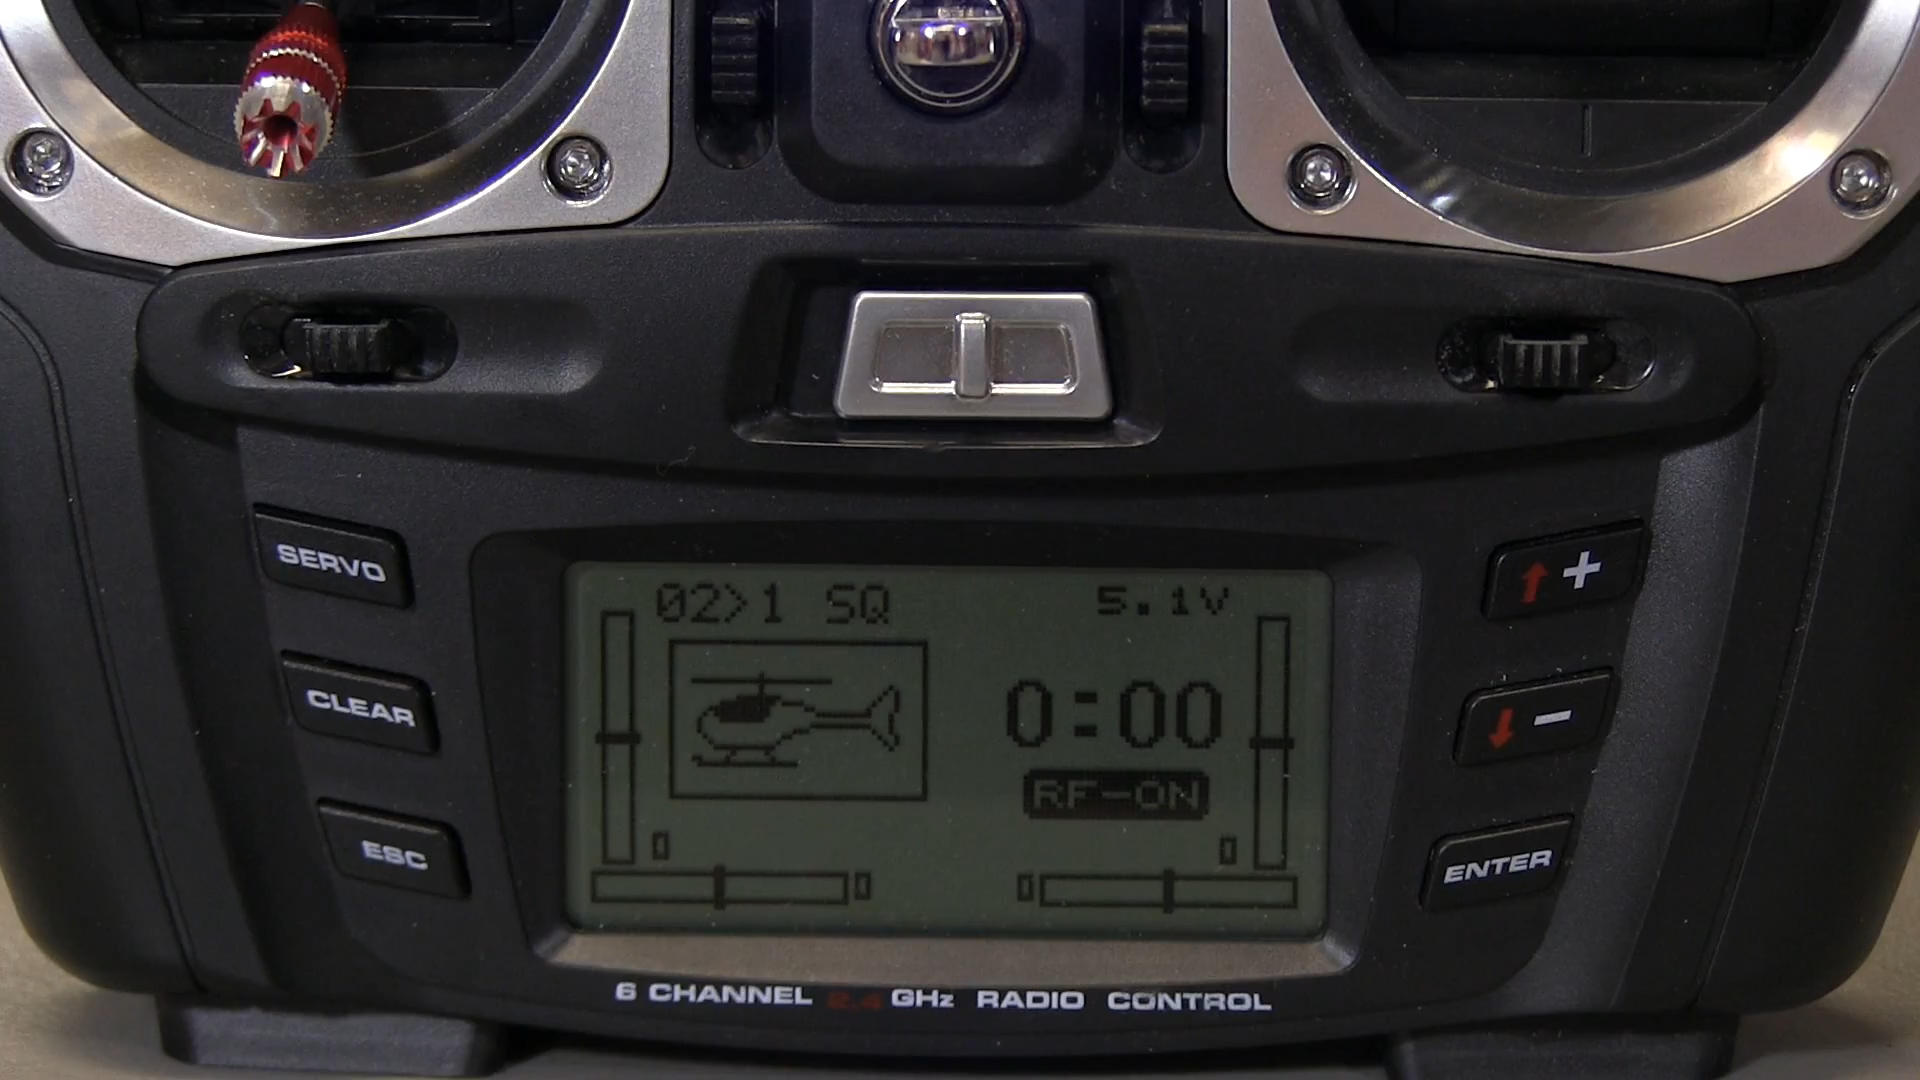 SERVO
CLEAR
ESC
02>1 SQ 5.1V
0:00
RF-ON
+
-
ENTER
6 CHANNEL 2.4 GHz RADIO CONTROL